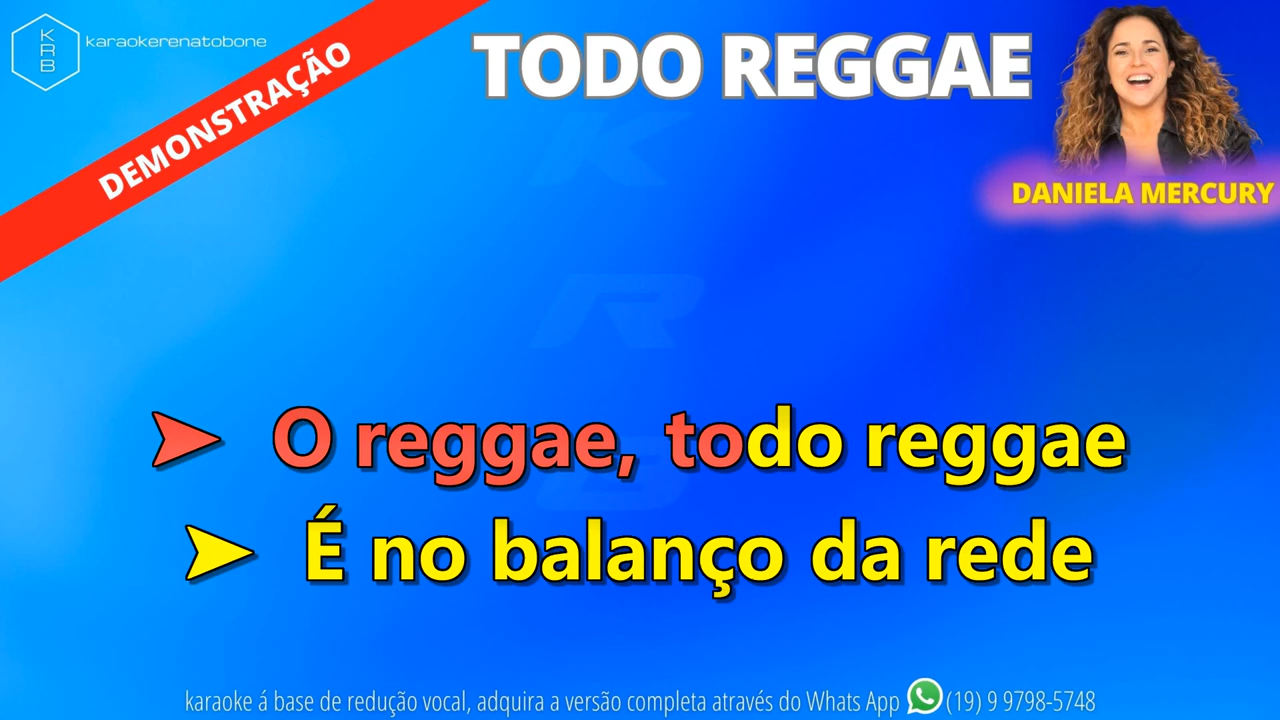 KRB
karaokerenatobone
DEMONSTRAÇÃO
TODO REGGAE
DANIELA MERCURY
K
R
B
➤ O reggae, todo reggae
➤ É no balanço da rede
karaoke á base de redução vocal, adquira a versão completa através do Whats App (19) 9 9798-5748